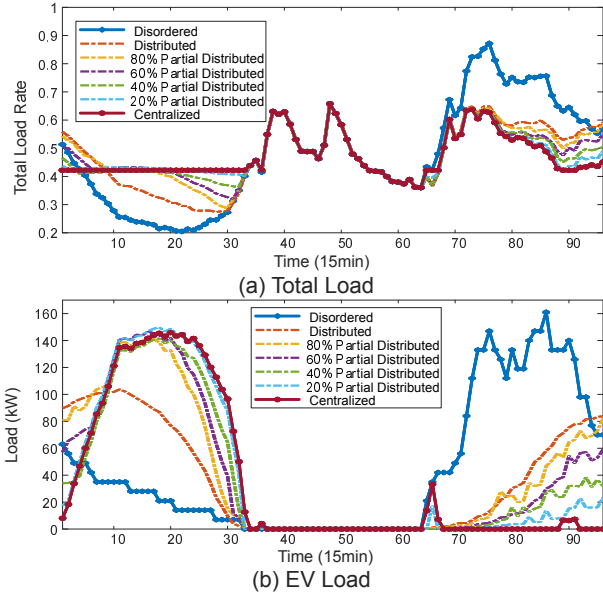 1
0,9
0,8
0,7
0,6
0,5
0,4
0,3
0,2
Total Load Rate
Disordered
Distributed
80% Partial Distributed
60% Partial Distributed
40% Partial Distributed
20% Partial Distributed
Centralized
10 20 30 40 50 60 70 80 90
Time (15min)
(a) Total Load
160
140
120
100
80
60
40
20
0
Load (kW)
Disordered
Distributed
80% Partial Distributed
60% Partial Distributed
40% Partial Distributed
20% Partial Distributed
Centralized
10 20 30 40 50 60 70 80 90
Time (15min)
(b) EV Load